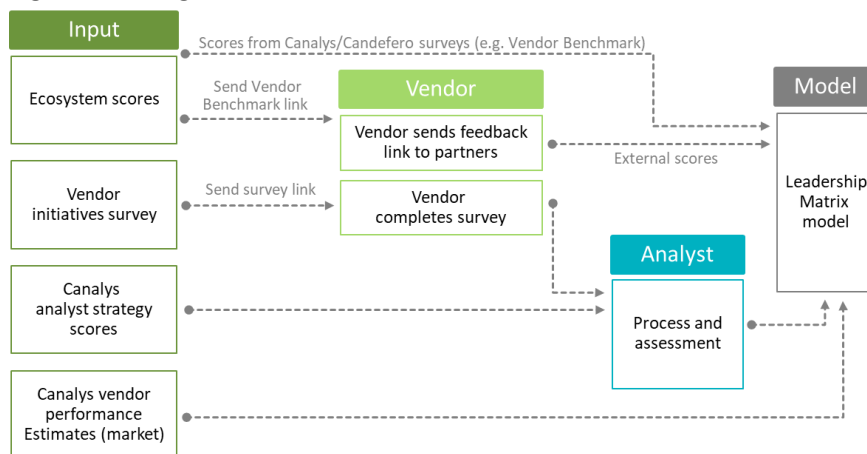 Input
Scores from Canalys/Candefero surveys (e.g. Vendor Benchmark)
Ecosystem scores
Send Vendor
Benchmark link
Vendor
Vendor sends feedback
link to partners
External scores
Model
Leadership
Matrix
model
Vendor
initiatives survey
Send survey link
Vendor
completes survey
Analyst
Canalys
analyst strategy
scores
Process and
assessment
Canalys vendor
performance
Estimates (market)